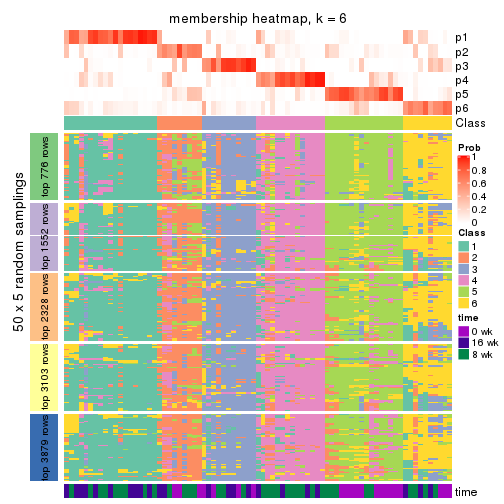 membership heatmap, k = 6
p1
p2
p3
p4
p5
p6
Class
50 x 5 random samplings
top 776 rows
top 1552 rows
top 2328 rows
top 3103 rows
top 3879 rows
time
Prob
1
0.8
0.6
0.4
0.2
0
Class
1
2
3
4
5
6
time
0 wk
16 wk
8 wk